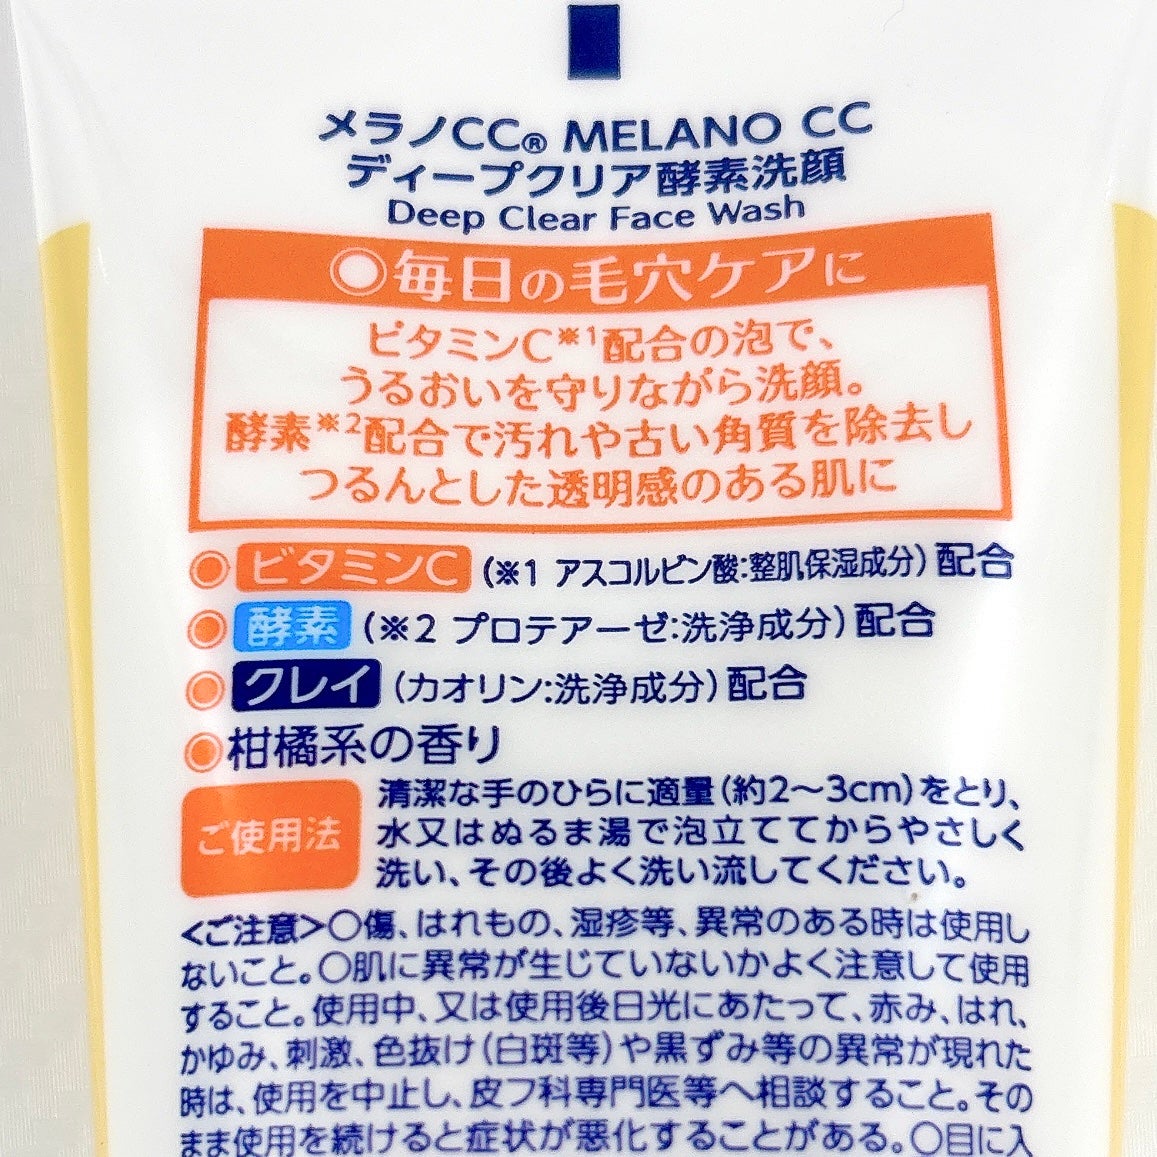 メラノCC® MELANO CC
ディープクリア酵素洗顔
Deep Clear Face Wash
◎毎日の毛穴ケアに
ビタミンC※1配合の泡で、
うるおいを守りながら洗顔。
酵素※2配合で汚れや古い角質を除去し
つるんとした透明感のある肌に
◉ビタミンC(※1 アスコルビン酸:整肌保湿成分)配合
◉酵素(※2 プロテアーゼ:洗浄成分)配合
◉クレイ(カオリン:洗浄成分)配合
◉柑橘系の香り
ご使用法
清潔な手のひらに適量(約2〜3cm)をとり、
水又はぬるま湯で泡立ててからやさしく
洗い、その後よく洗い流してください。
<ご注意>○傷、はれもの、湿疹等、異常のある時は使用し
ないこと。○肌に異常が生じていないかよく注意して使用
すること。使用中、又は使用後日光にあたって、赤み、はれ、
かゆみ、刺激、色抜け(白斑等)や黒ずみ等の異常が現れた
時は、使用を中止し、皮フ科専門医等へ相談すること。その
まま使用を続けると症状が悪化することがある。○目に入